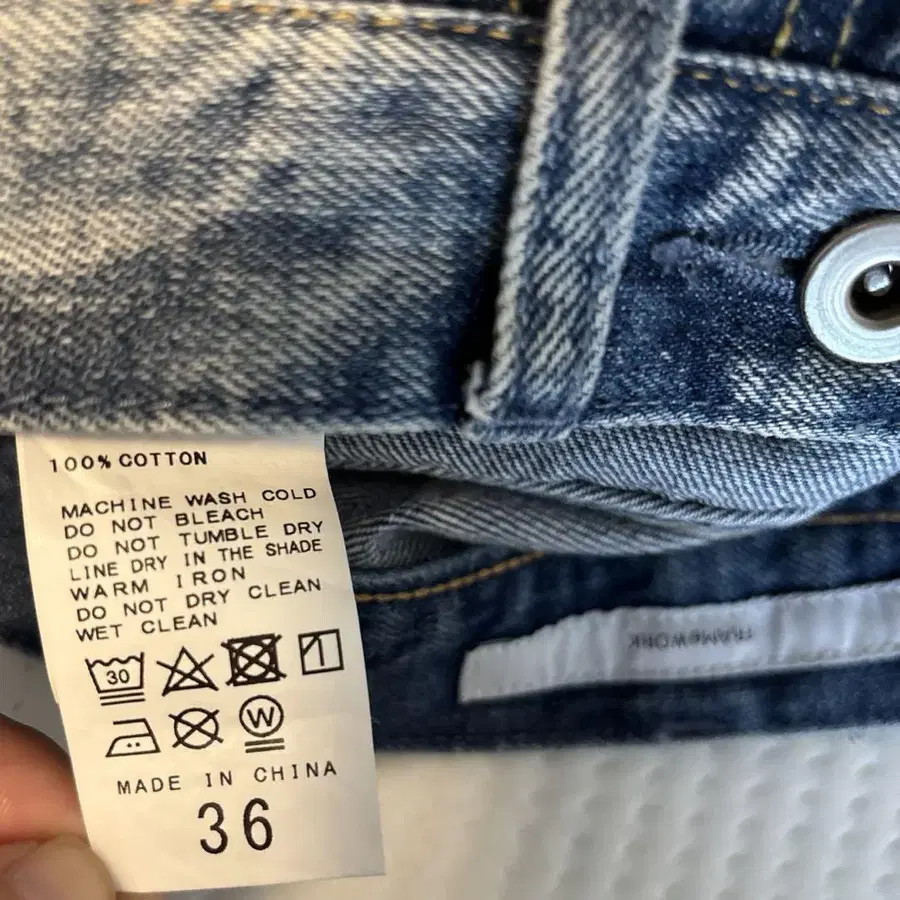 100% COTTON
MACHINE WASH COLD
DO NOT BLEACH
DO NOT TUMBLE DRY
LINE DRY IN THE SHADE
WARM IRON
DO NOT DRY CLEAN
WET CLEAN
30
W
MADE IN CHINA
36
FRAMeWORK